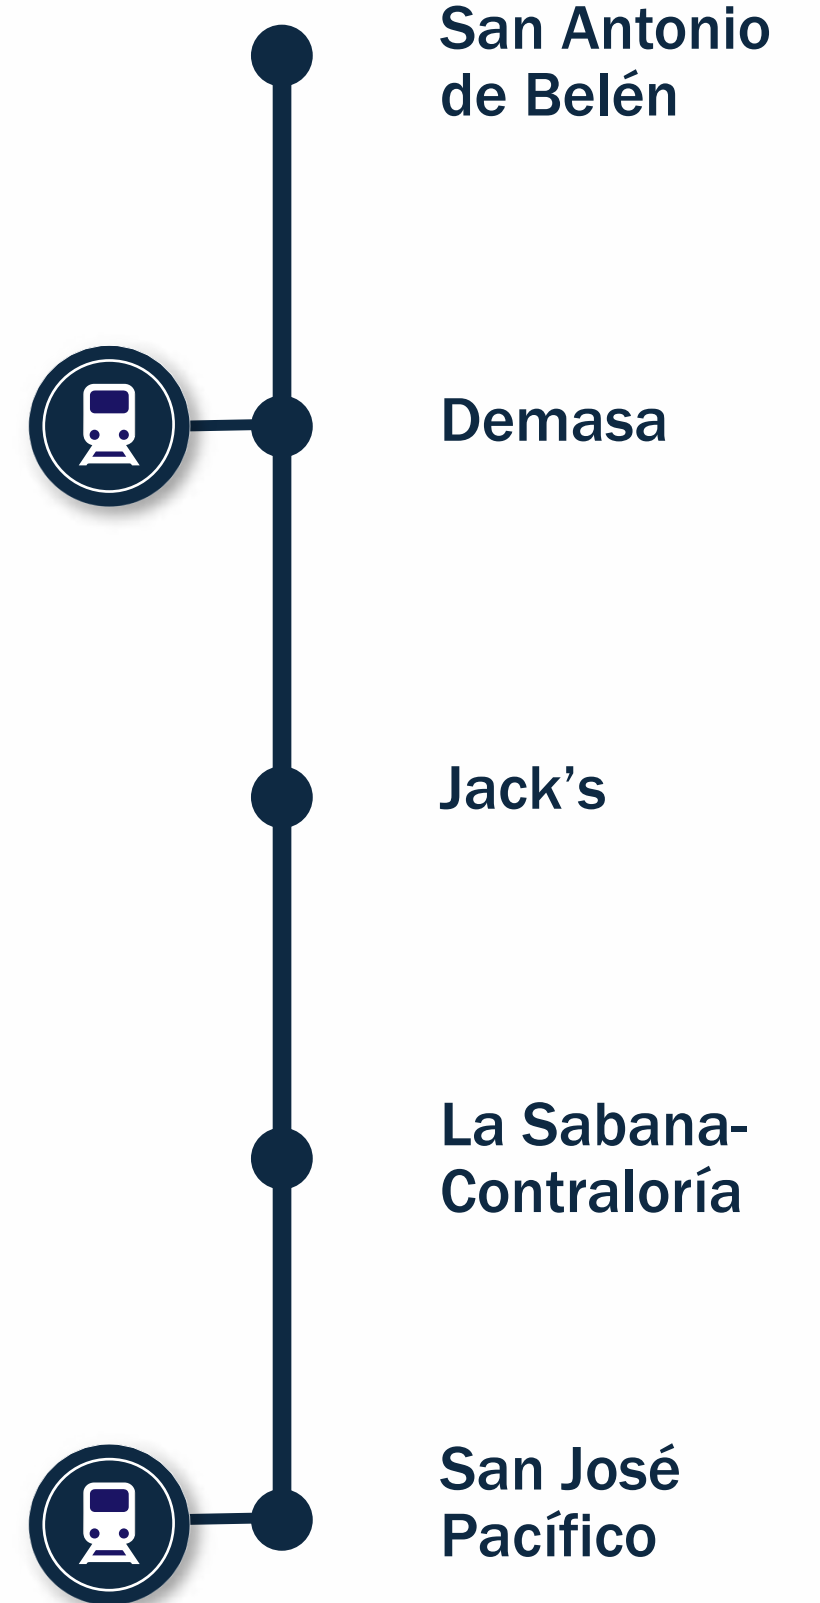 San Antonio
de Belén
Demasa
Jack’s
La Sabana-
Contraloría
San José
Pacífico